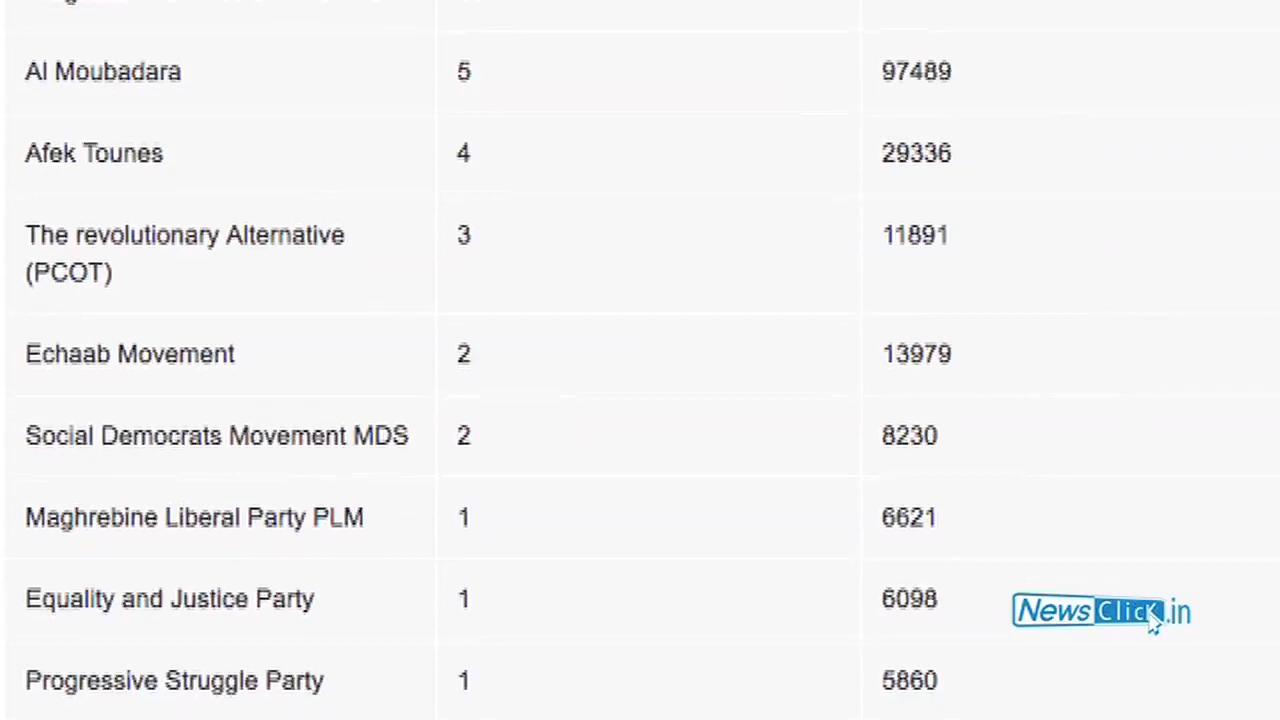 Al Moubadara 5 97489
Afek Tounes 4 29336
The revolutionary Alternative 3 11891
(PCOT)
Echaab Movement 2 13979
Social Democrats Movement MDS 2 8230
Maghrebine Liberal Party PLM 1 6621
Equality and Justice Party 1 6098
NewsClick.in
Progressive Struggle Party 1 5860